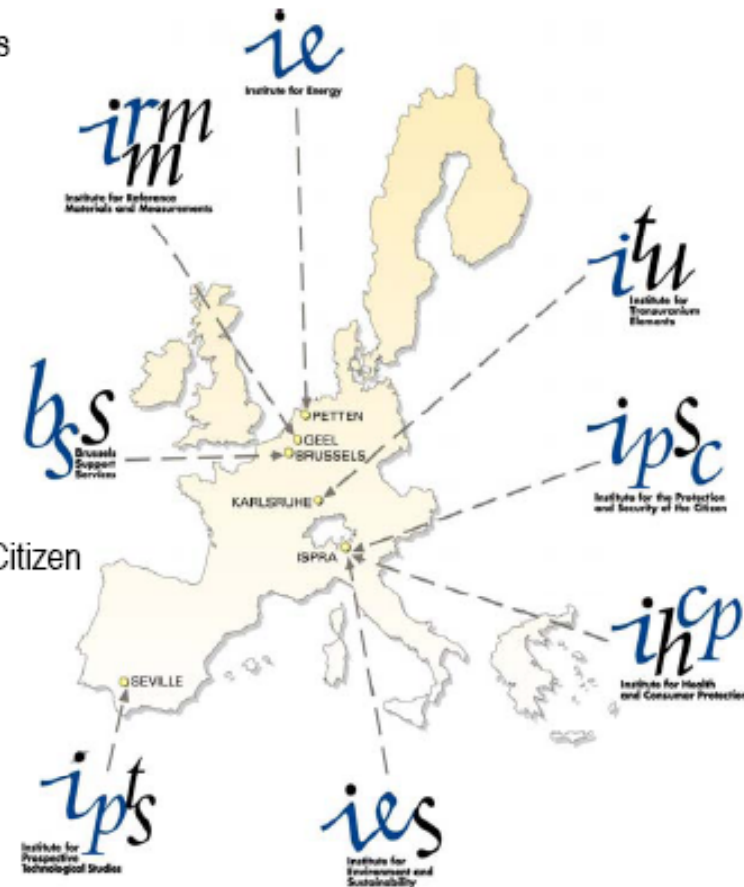 s
ie
Institute for Energy
irmm
Institute for Reference
Materials and Measurements
itu
Institute for
Transuranium
Elements
bss
Brussels
Support
Services
PETTEN
GEEL
BRUSSELS
ipsc
Institute for the Protection
and Security of the Citizen
KARLSRUHE
ISPRA
Citizen
ihcp
Institute for Health
and Consumer Protection
SEVILLE
ipts
Institute for
Prospective
Technological Studies
ies
Institute for
Environment and
Sustainability